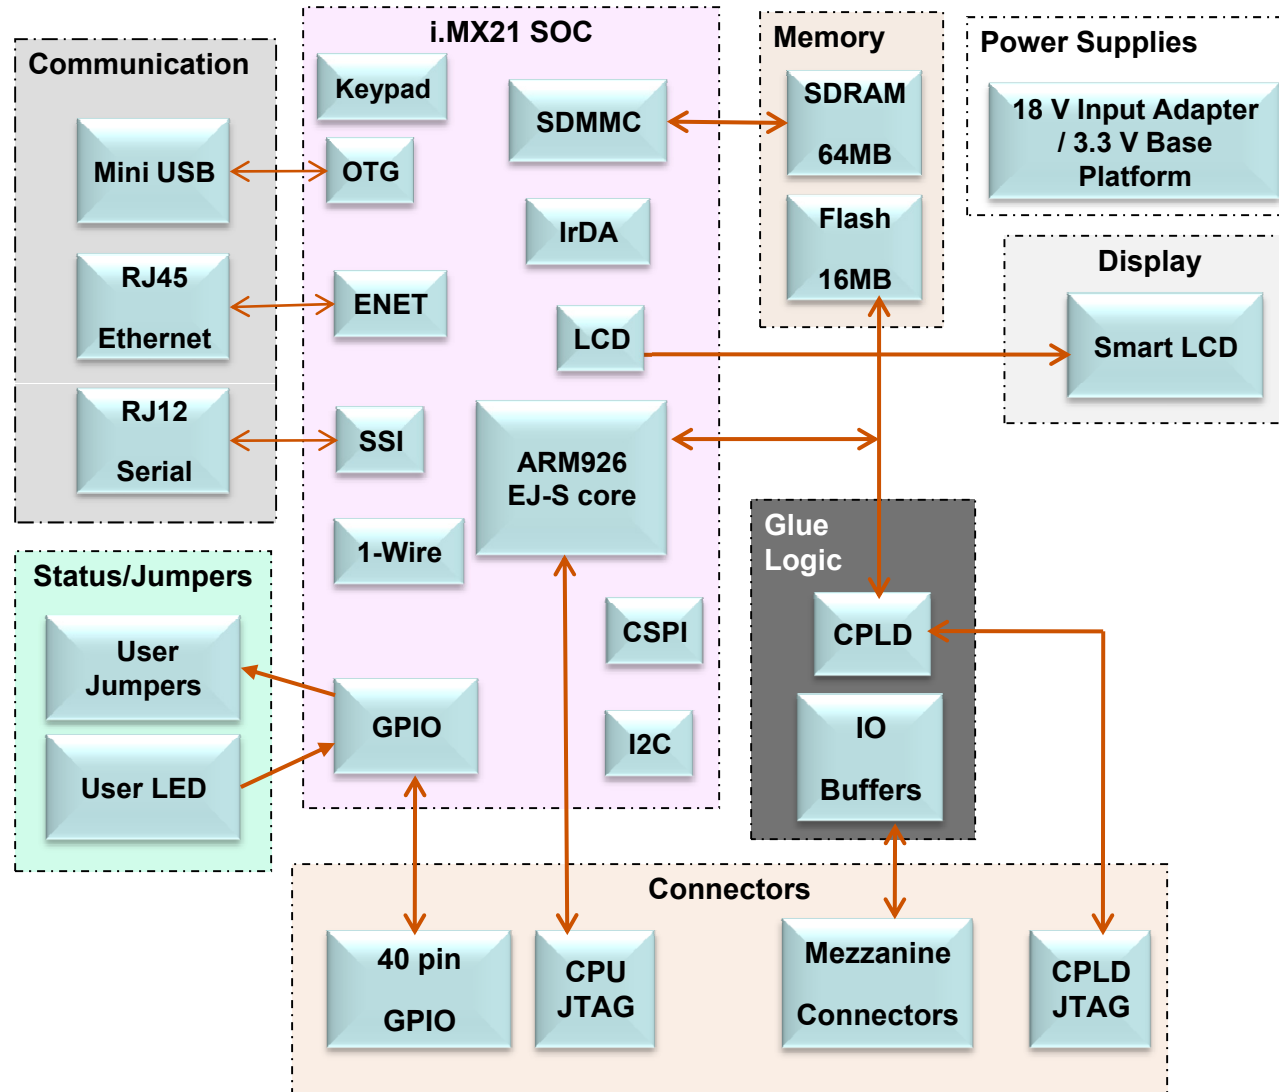 Communication
Mini USB
RJ45
Ethernet
RJ12
Serial
Status/Jumpers
User
Jumpers
User LED
i.MX21 SOC
Keypad
OTG
ENET
SSI
1-Wire
GPIO
SDMMC
IrDA
LCD
ARM926
EJ-S core
CSPI
I2C
Memory
SDRAM
64MB
Flash
16MB
Power Supplies
18 V Input Adapter
/ 3.3 V Base
Platform
Display
Smart LCD
Glue
Logic
CPLD
IO
Buffers
Connectors
40 pin
GPIO
CPU
JTAG
Mezzanine
Connectors
CPLD
JTAG